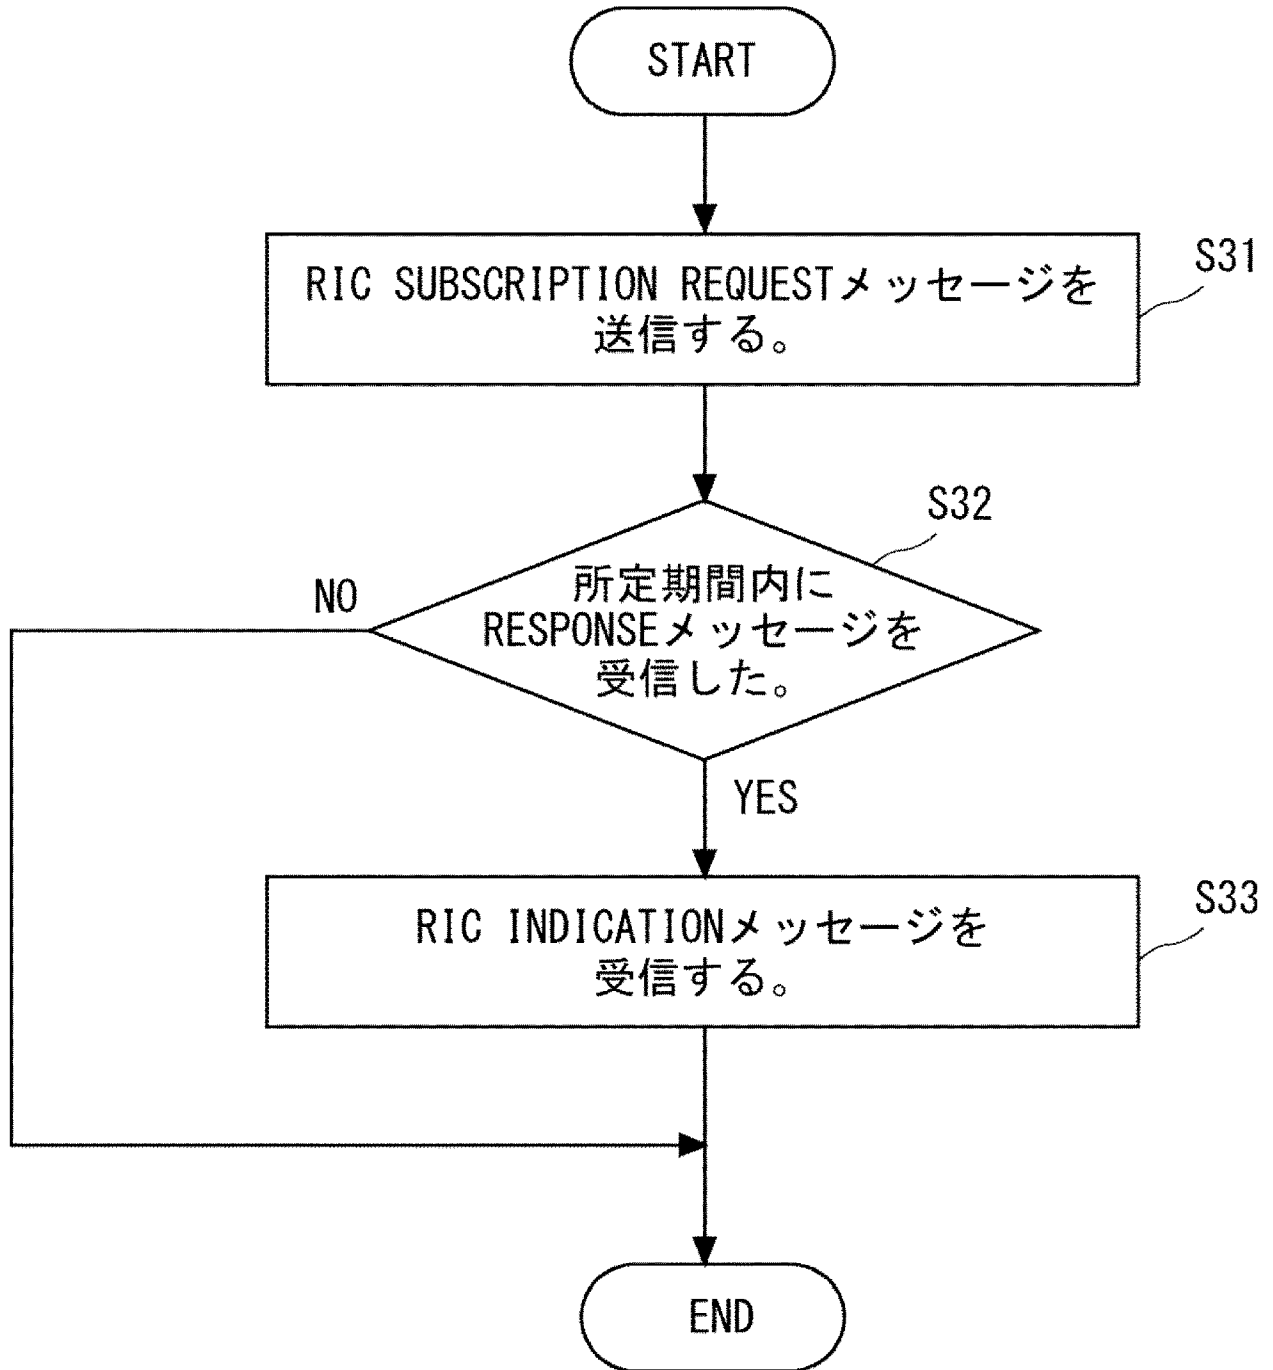 START
S31
RIC SUBSCRIPTION REQUESTメッセージを
送信する。
S32
所定期間内に
NO
RESPONSEメッセージを
受信した。
YES
S33
RIC INDICATIONメッセージを
受信する。
END